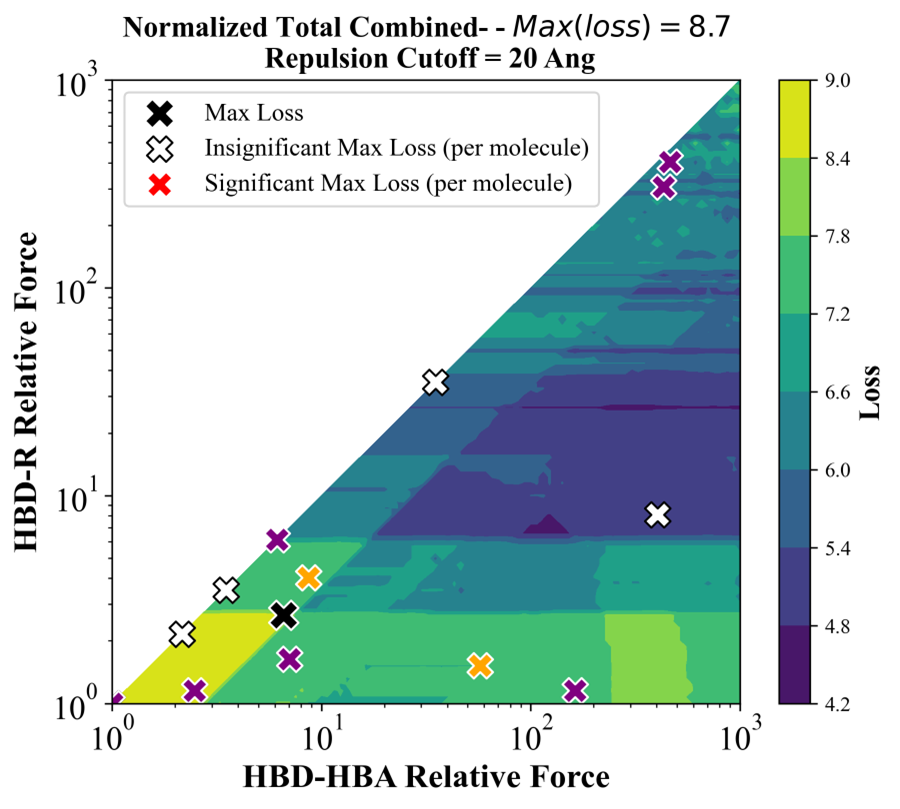 Normalized Total Combined- - Max(loss) = 8.7
Repulsion Cutoff = 20 Ang
Max Loss
Insignificant Max Loss (per molecule)
Significant Max Loss (per molecule)
HBD-R Relative Force
10³
10²
10¹
10⁰
10⁰ 10¹ 10² 10³
HBD-HBA Relative Force
9.0
8.4
7.8
7.2
6.6
6.0
5.4
4.8
4.2
Loss